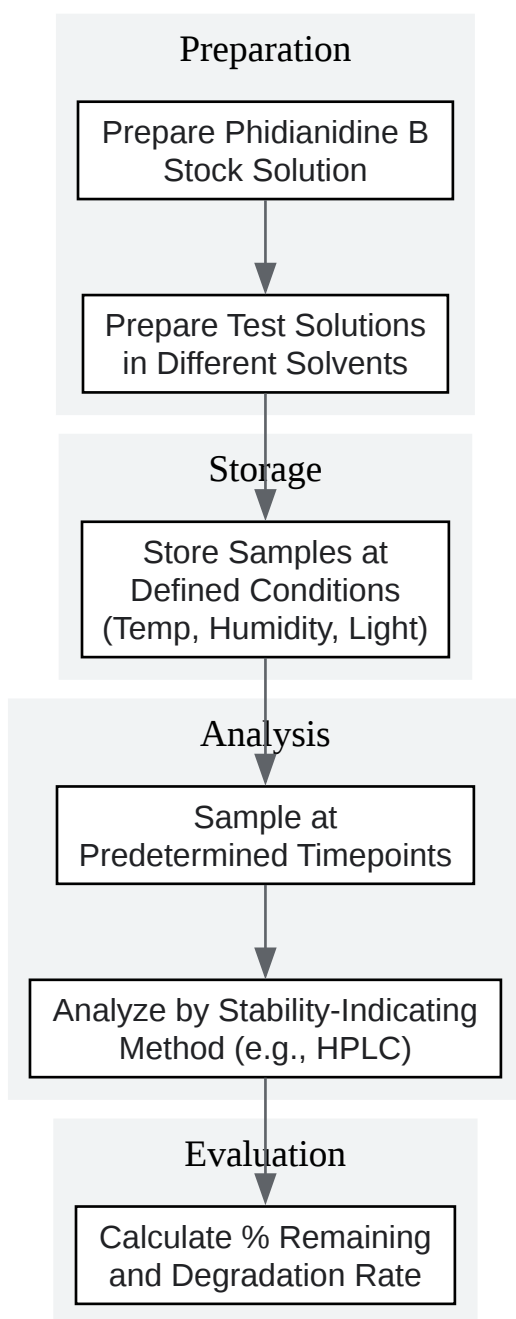 Preparation
Prepare Phidianidine B
Stock Solution
Prepare Test Solutions
in Different Solvents
Storage
Store Samples at
Defined Conditions
(Temp, Humidity, Light)
Analysis
Sample at
Predetermined Timepoints
Analyze by Stability-Indicating
Method (e.g., HPLC)
Evaluation
Calculate % Remaining
and Degradation Rate